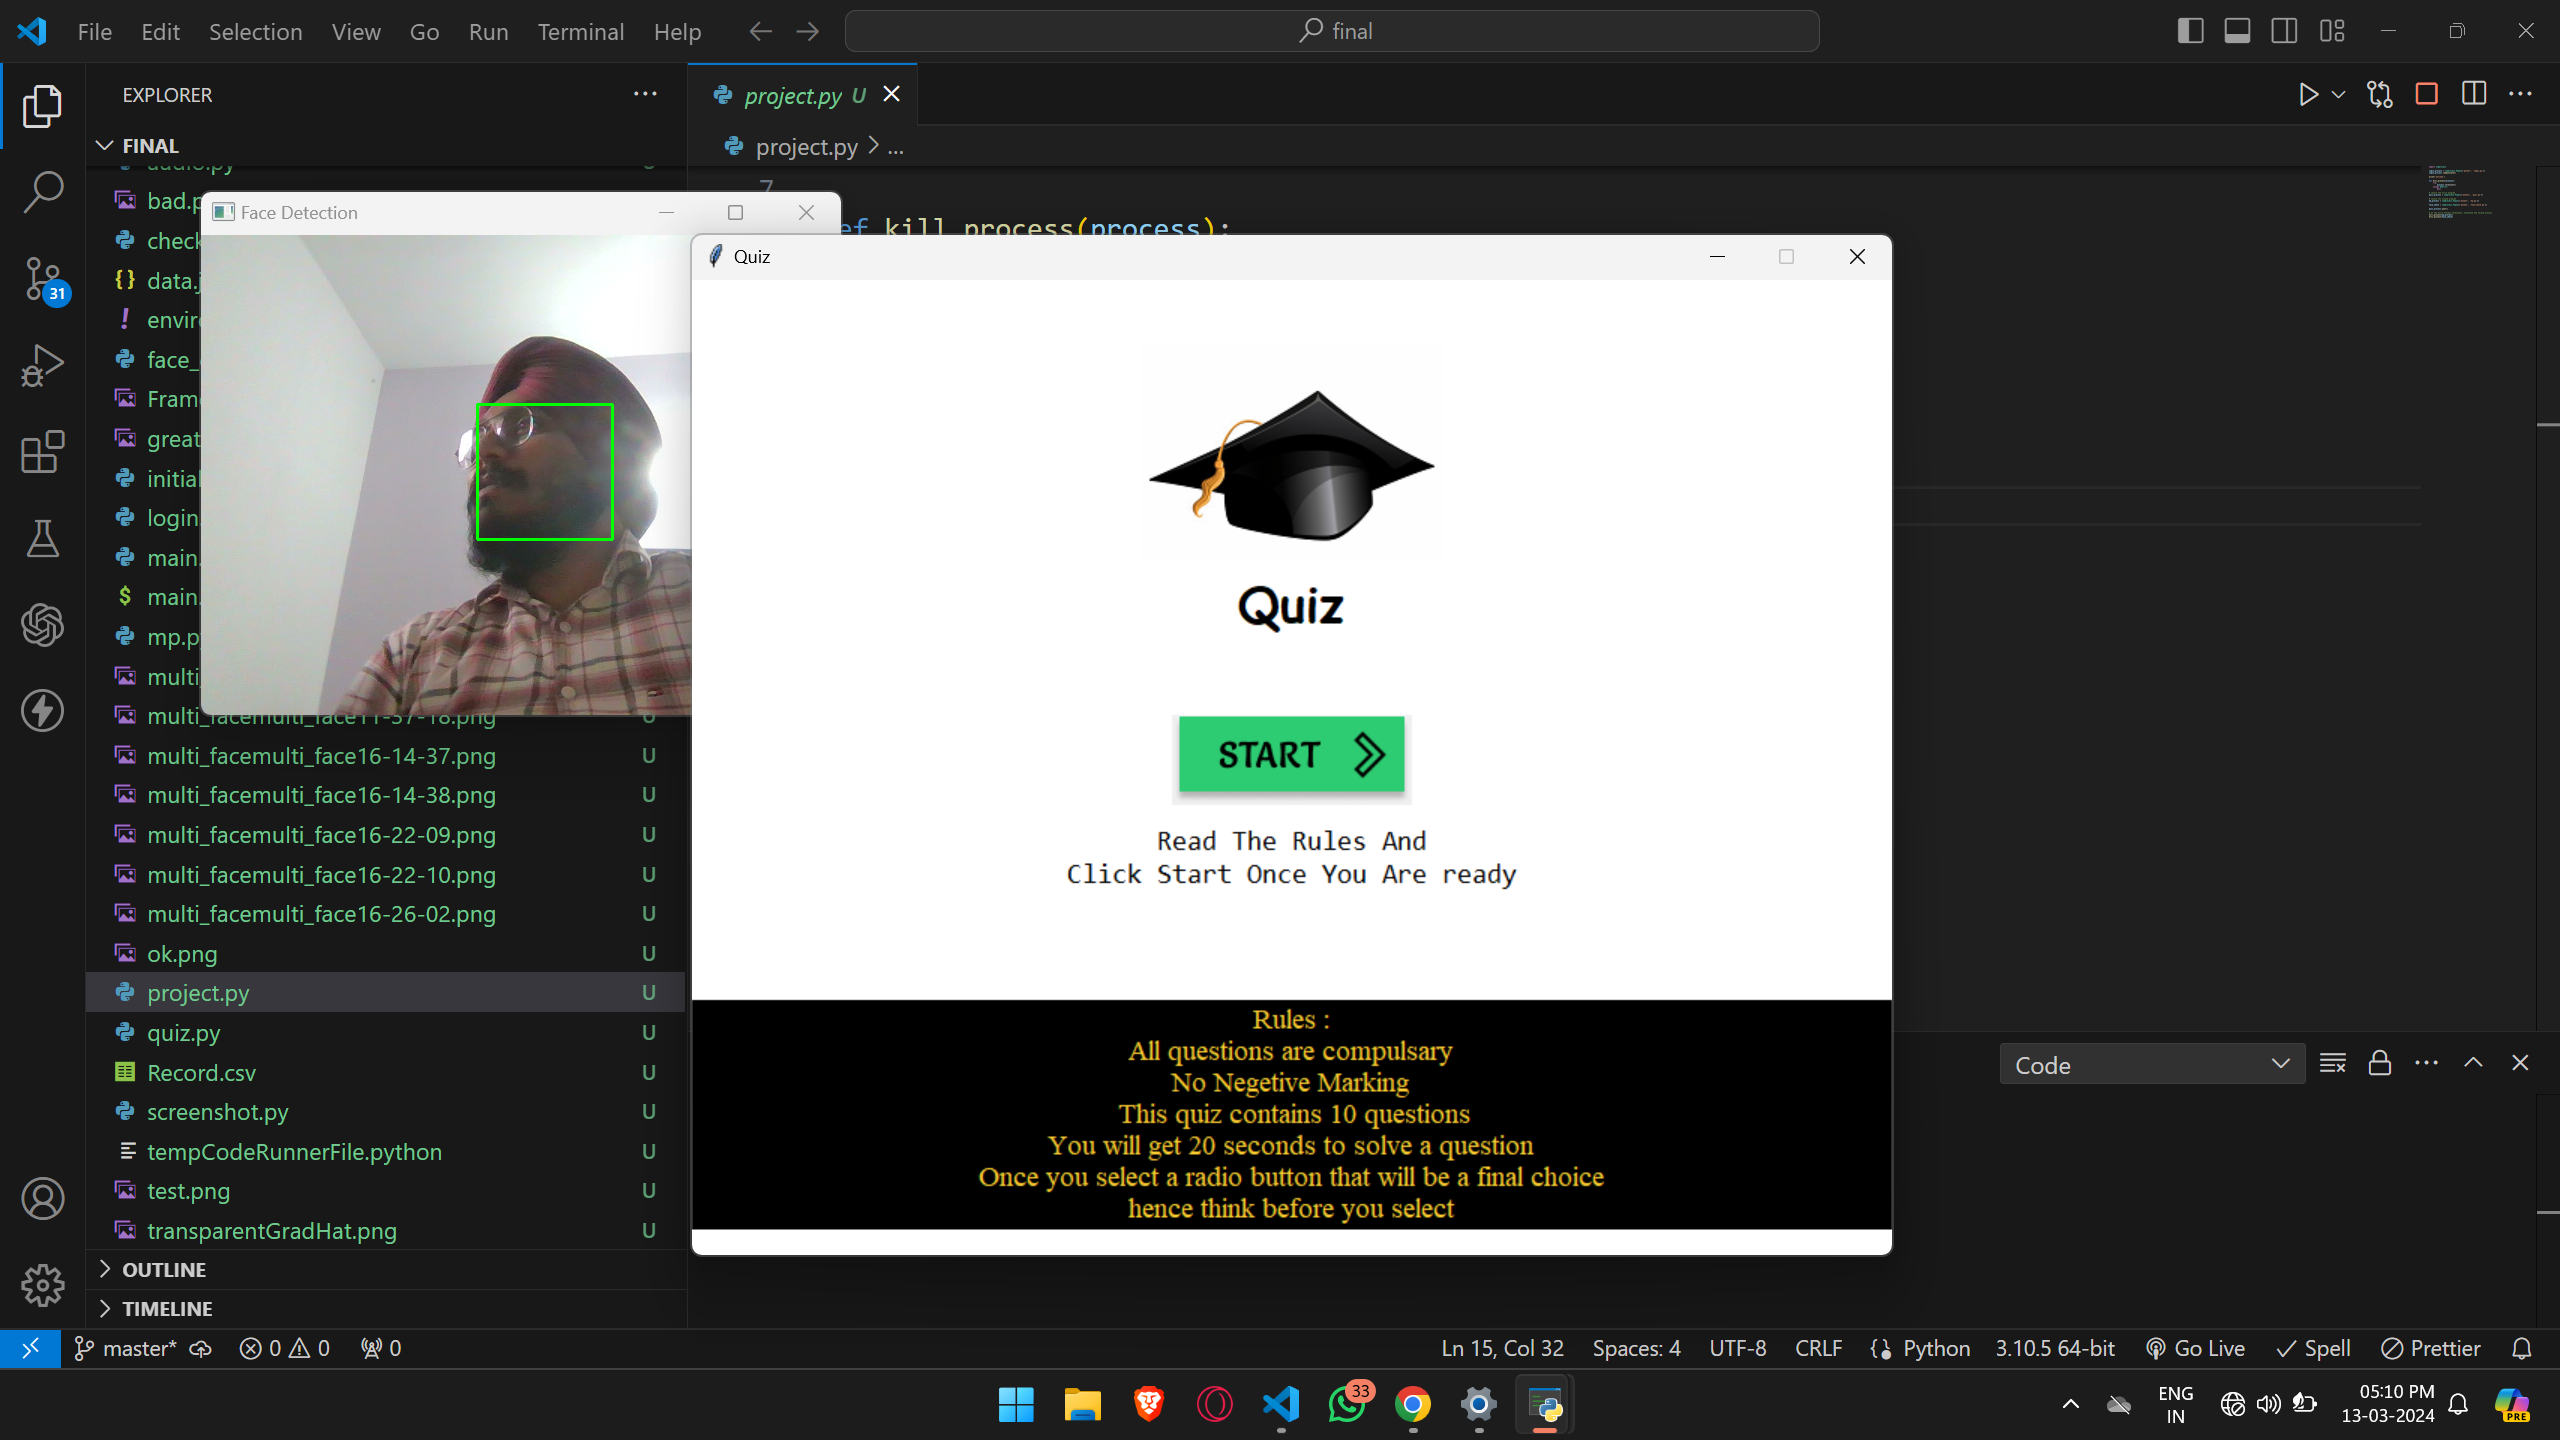 File Edit Selection View Go Run Terminal Help
final
EXPLORER
FINAL
audio.py
bad.p
check
data.j
enviro
face_
Frame
great
initial
login.
main.
main.
mp.p
multi_
multi_facemulti_face11-37-18.png U
multi_facemulti_face16-14-37.png U
multi_facemulti_face16-14-38.png U
multi_facemulti_face16-22-09.png U
multi_facemulti_face16-22-10.png U
multi_facemulti_face16-26-02.png U
ok.png U
project.py U
quiz.py U
Record.csv U
screenshot.py U
tempCodeRunnerFile.python U
test.png U
transparentGradHat.png U
OUTLINE
TIMELINE
31
project.py U
project.py > ...
7
ef kill_process(process):
Face Detection
Quiz
Quiz
START
Read The Rules And
Click Start Once You Are ready
Rules :
All questions are compulsary
No Negetive Marking
This quiz contains 10 questions
You will get 20 seconds to solve a question
Once you select a radio button that will be a final choice
hence think before you select
Code
master* 0 0 0
Ln 15, Col 32 Spaces: 4 UTF-8 CRLF Python 3.10.5 64-bit Go Live Spell Prettier
33
ENG
IN
05:10 PM
13-03-2024
PRE